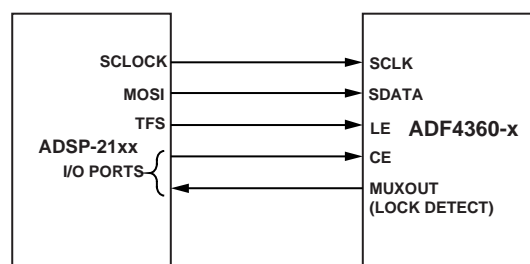 SCLOCK
MOSI
TFS
ADSP-21xx
I/O PORTS
SCLK
SDATA
LE
ADF4360-x
CE
MUXOUT
(LOCK DETECT)